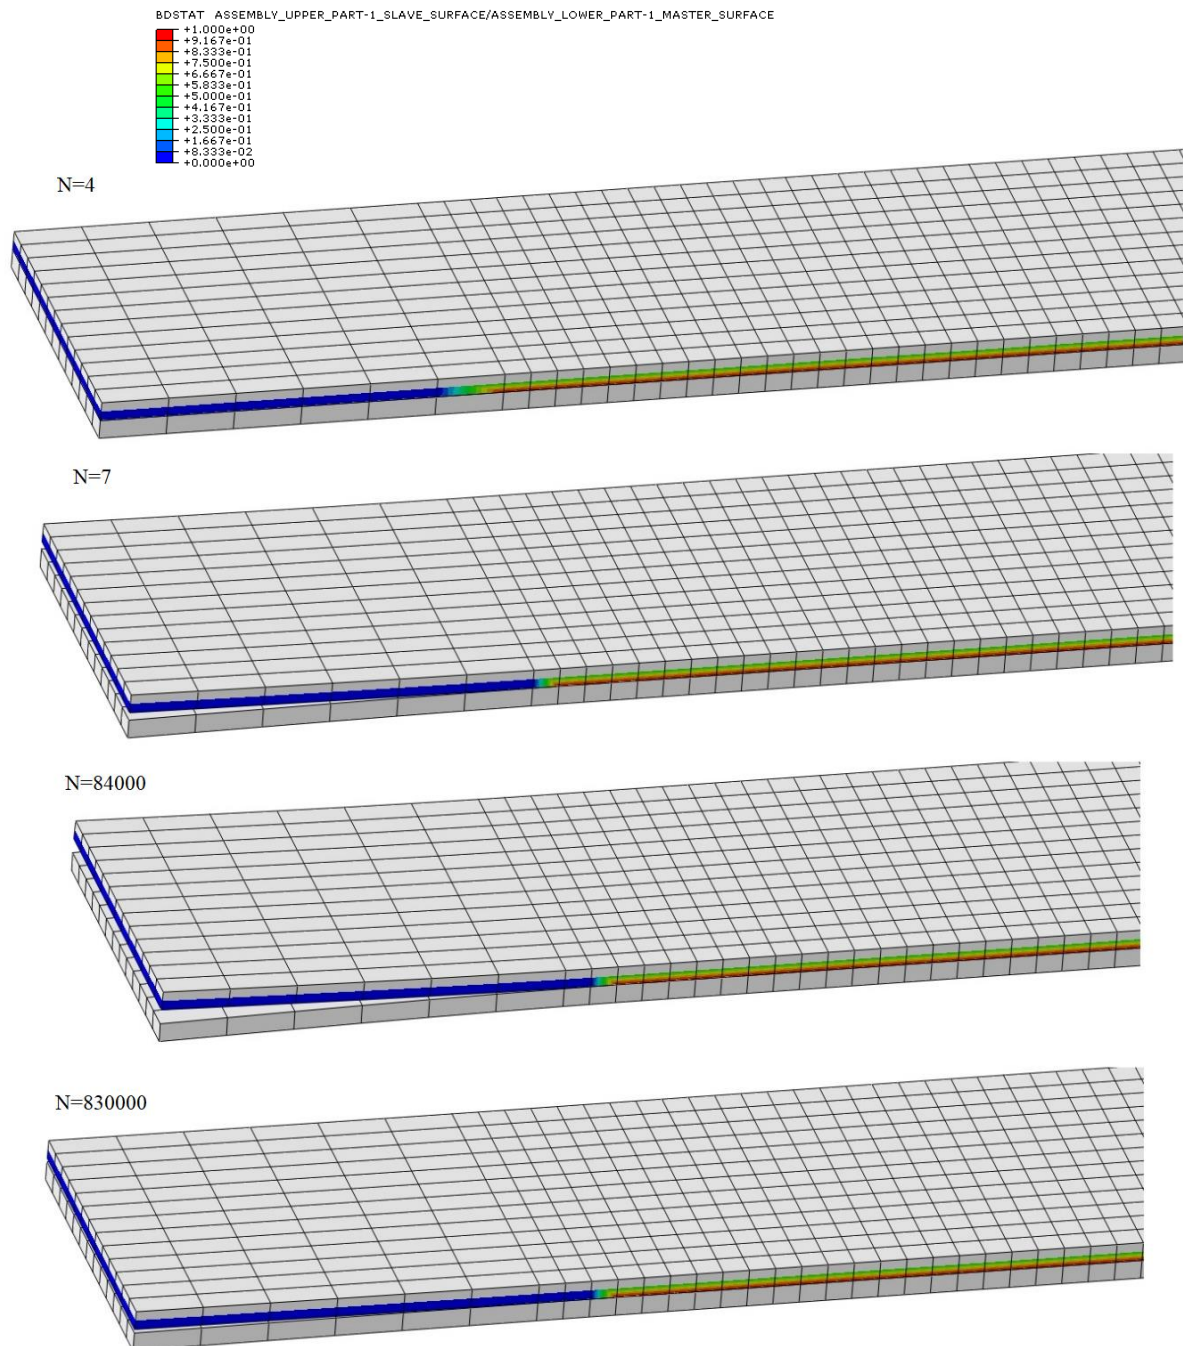 BDSTAT ASSEMBLY_UPPER_PART-1_SLAVE_SURFACE/ASSEMBLY_LOWER_PART-1_MASTER_SURFACE
+1.000e+00
+9.167e-01
+8.333e-01
+7.500e-01
+6.667e-01
+5.833e-01
+5.000e-01
+4.167e-01
+3.333e-01
+2.500e-01
+1.667e-01
+8.333e-02
+0.000e+00
N=4
N=7
N=84000
N=830000